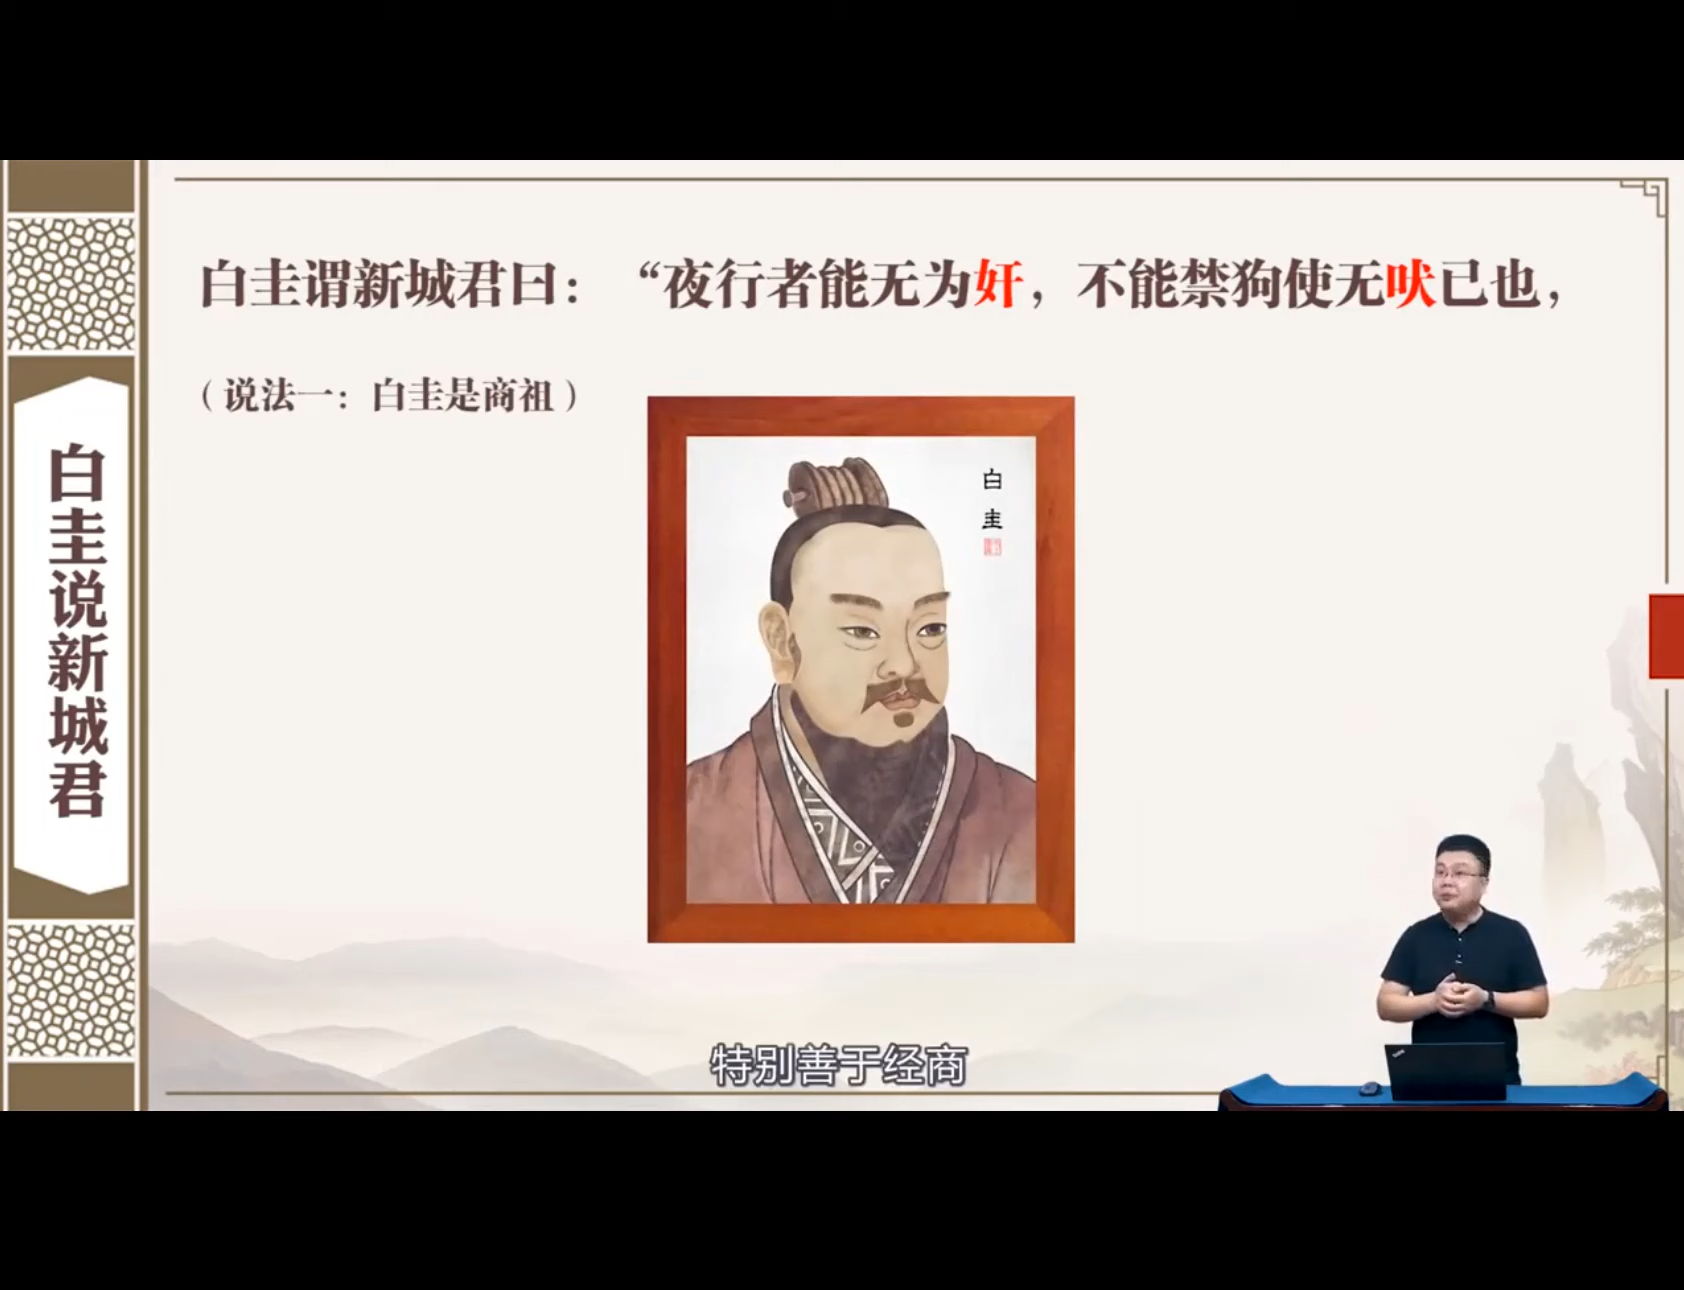 白圭谓新城君曰：“夜行者能无为奸，不能禁狗使无吠已也，
（说法一：白圭是商祖）
白圭说新城君
白圭
特别善于经商